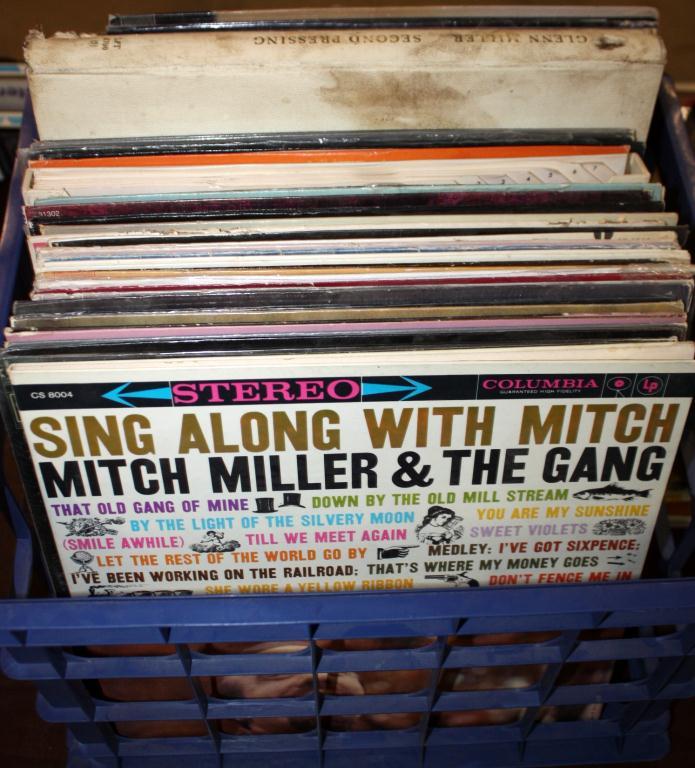 GLENN MILLER SECOND PRESSING
1302
CS 8004 STEREO COLUMBIA LP
GUARANTEED HIGH FIDELITY
SING ALONG WITH MITCH
MITCH MILLER & THE GANG
THAT OLD GANG OF MINE DOWN BY THE OLD MILL STREAM
BY THE LIGHT OF THE SILVERY MOON YOU ARE MY SUNSHINE
(SMILE AWHILE) TILL WE MEET AGAIN SWEET VIOLETS
LET THE REST OF THE WORLD GO BY MEDLEY: I'VE GOT SIXPENCE;
I'VE BEEN WORKING ON THE RAILROAD; THAT'S WHERE MY MONEY GOES
SHE WORE A YELLOW RIBBON DON'T FENCE ME IN